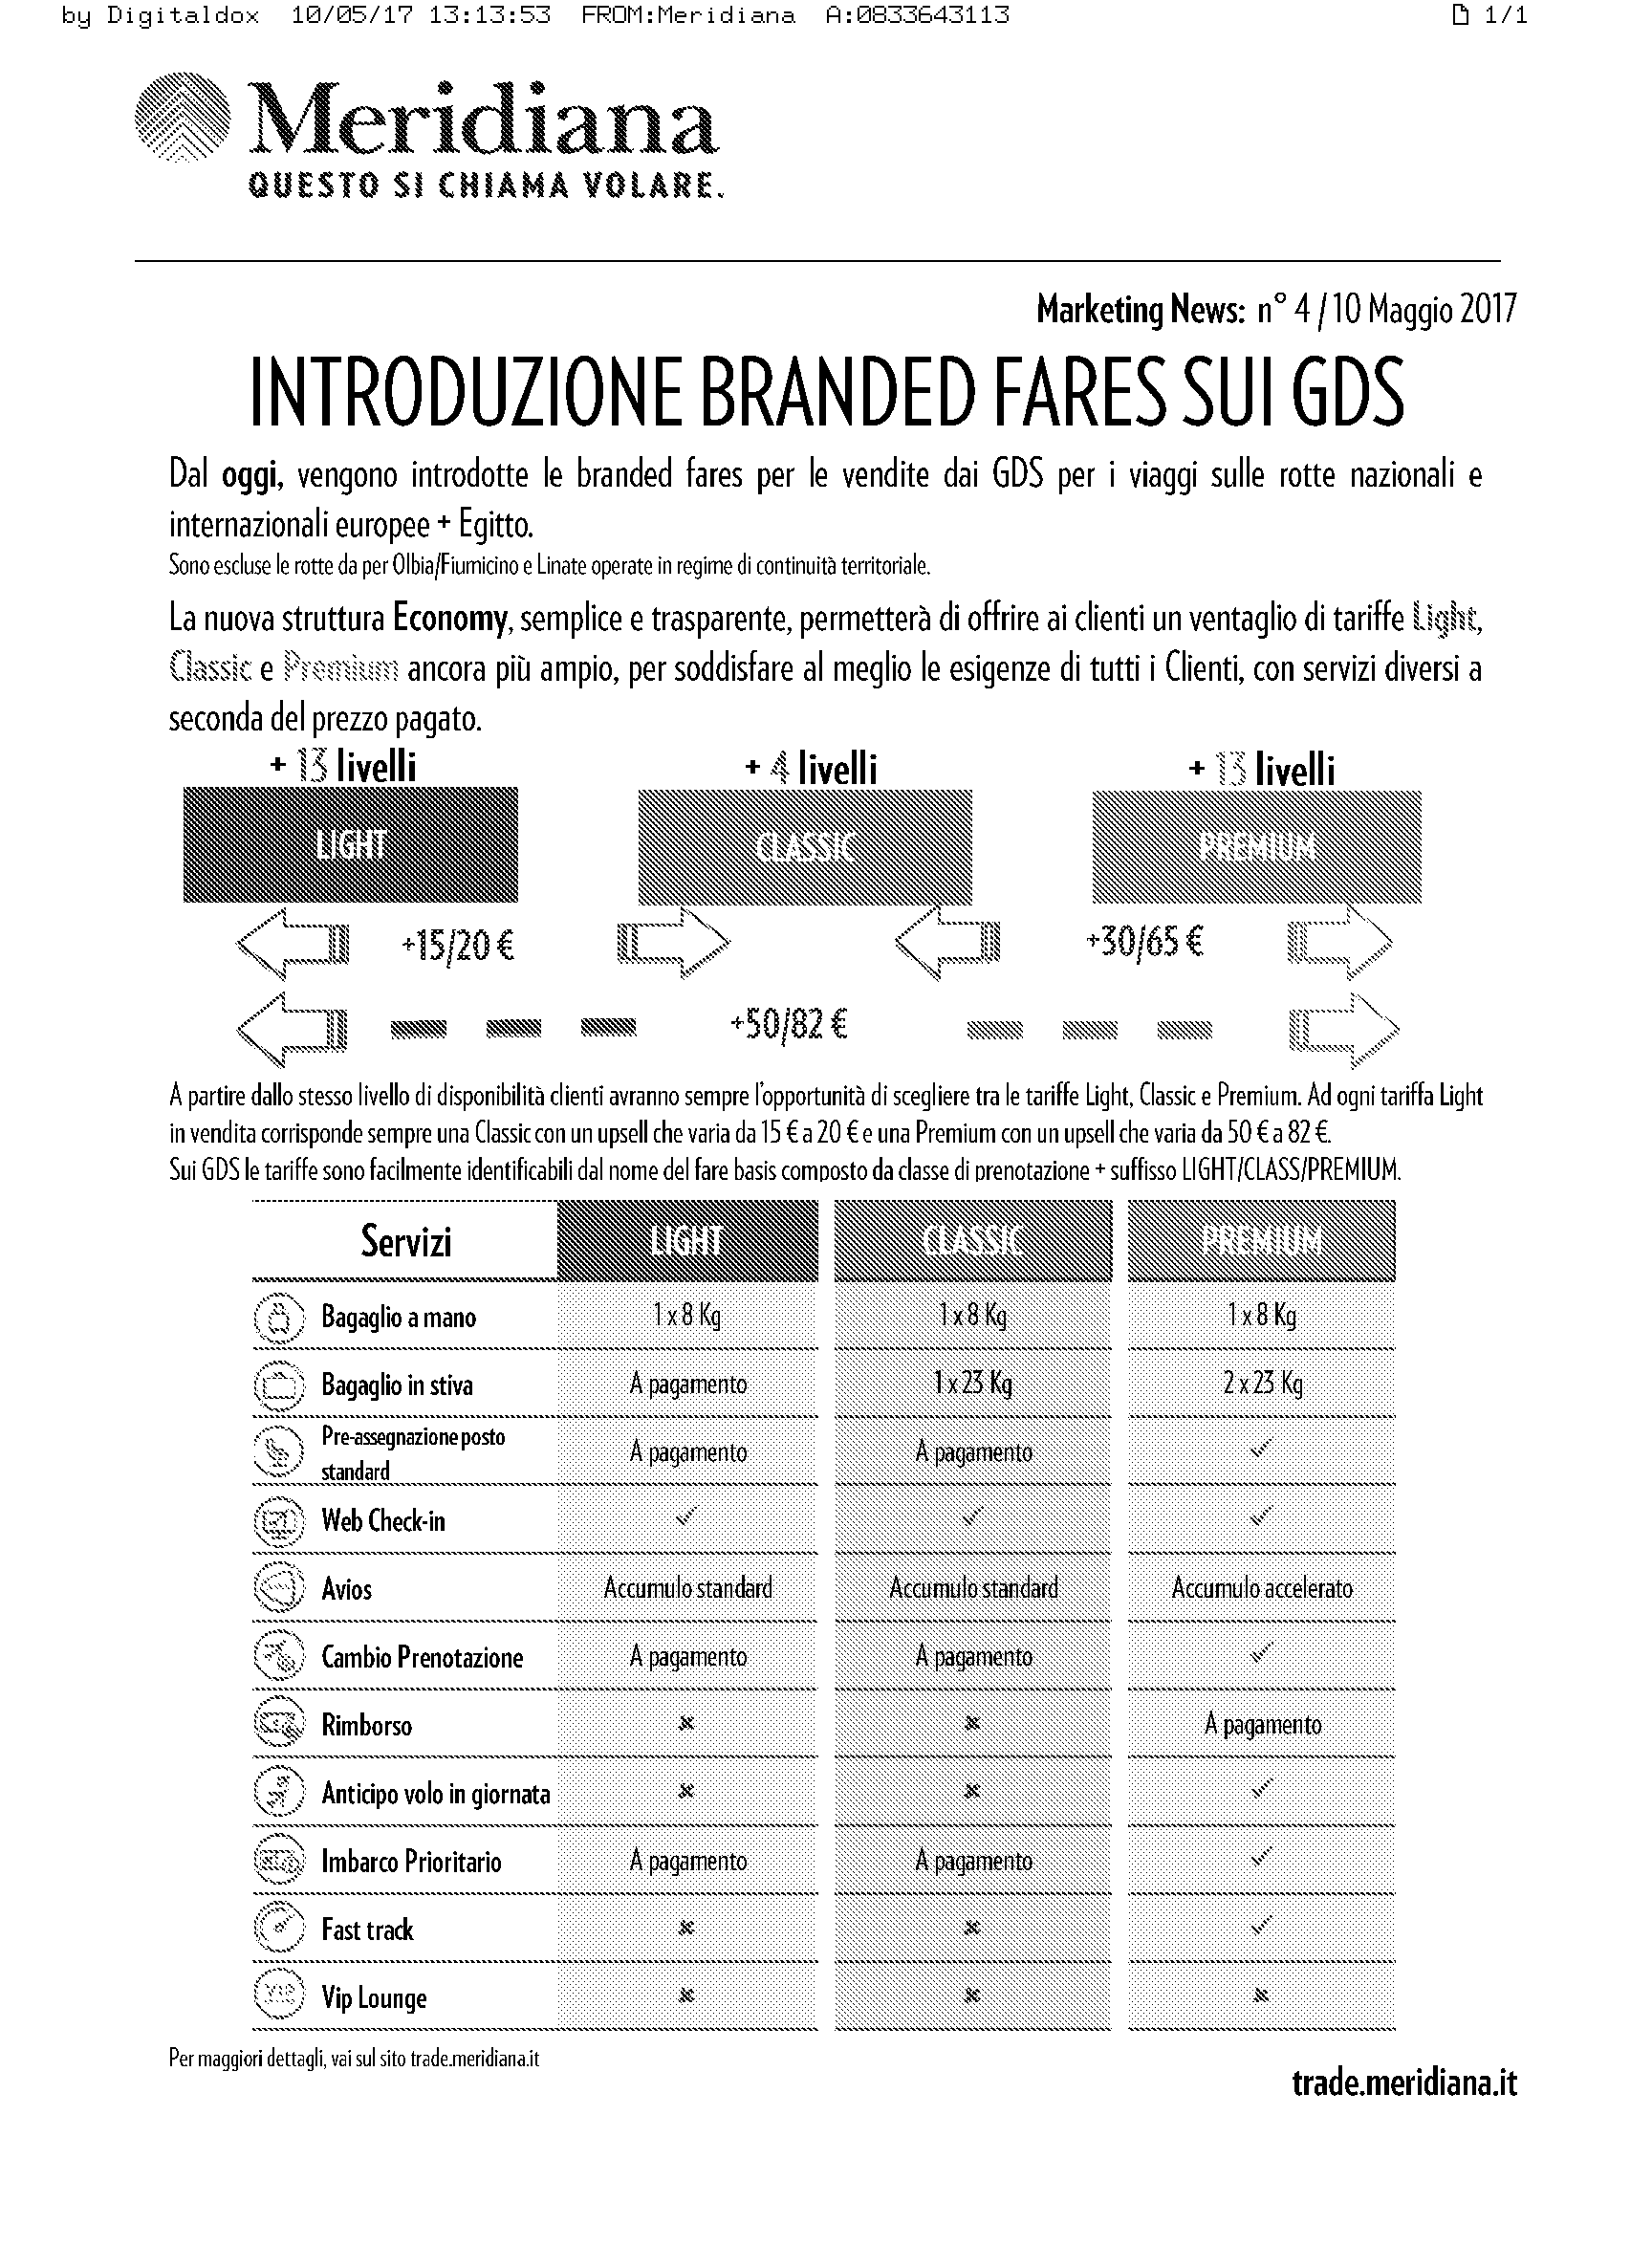 by Digitaldox 10/05/17 13:13:53 FROM:Meridiana A:0833643113 1/1
Meridiana
QUESTO SI CHIAMA VOLARE.
Marketing News: n° 4 / 10 Maggio 2017
INTRODUZIONE BRANDED FARES SUI GDS
Dal oggi, vengono introdotte le branded fares per le vendite dai GDS per i viaggi sulle rotte nazionali e
internazionali europee + Egitto.
Sono escluse le rotte da per Olbia/Fiumicino e Linate operate in regime di continuità territoriale.
La nuova struttura Economy, semplice e trasparente, permetterà di offrire ai clienti un ventaglio di tariffe Light,
Classic e Premium ancora più ampio, per soddisfare al meglio le esigenze di tutti i Clienti, con servizi diversi a
seconda del prezzo pagato.
+ 13 livelli + 4 livelli + 13 livelli
LIGHT CLASSIC PREMIUM
+15/20 € +30/65 €
+50/82 €
A partire dallo stesso livello di disponibilità clienti avranno sempre l'opportunità di scegliere tra le tariffe Light, Classic e Premium. Ad ogni tariffa Light
in vendita corrisponde sempre una Classic con un upsell che varia da 15 € a 20 € e una Premium con un upsell che varia da 50 € a 82 €.
Sui GDS le tariffe sono facilmente identificabili dal nome del fare basis composto da classe di prenotazione + suffisso LIGHT/CLASS/PREMIUM.
Servizi LIGHT CLASSIC PREMIUM
Bagaglio a mano 1 x 8 Kg 1 x 8 Kg 1 x 8 Kg
Bagaglio in stiva A pagamento 1 x 23 Kg 2 x 23 Kg
Pre-assegnazione posto
standard A pagamento A pagamento ✓
Web Check-in ✓ ✓ ✓
Avios Accumulo standard Accumulo standard Accumulo accelerato
Cambio Prenotazione A pagamento A pagamento ✓
Rimborso × × A pagamento
Anticipo volo in giornata × × ✓
Imbarco Prioritario A pagamento A pagamento ✓
Fast track × × ✓
VIP Vip Lounge × × ×
Per maggiori dettagli, vai sul sito trade.meridiana.it
trade.meridiana.it